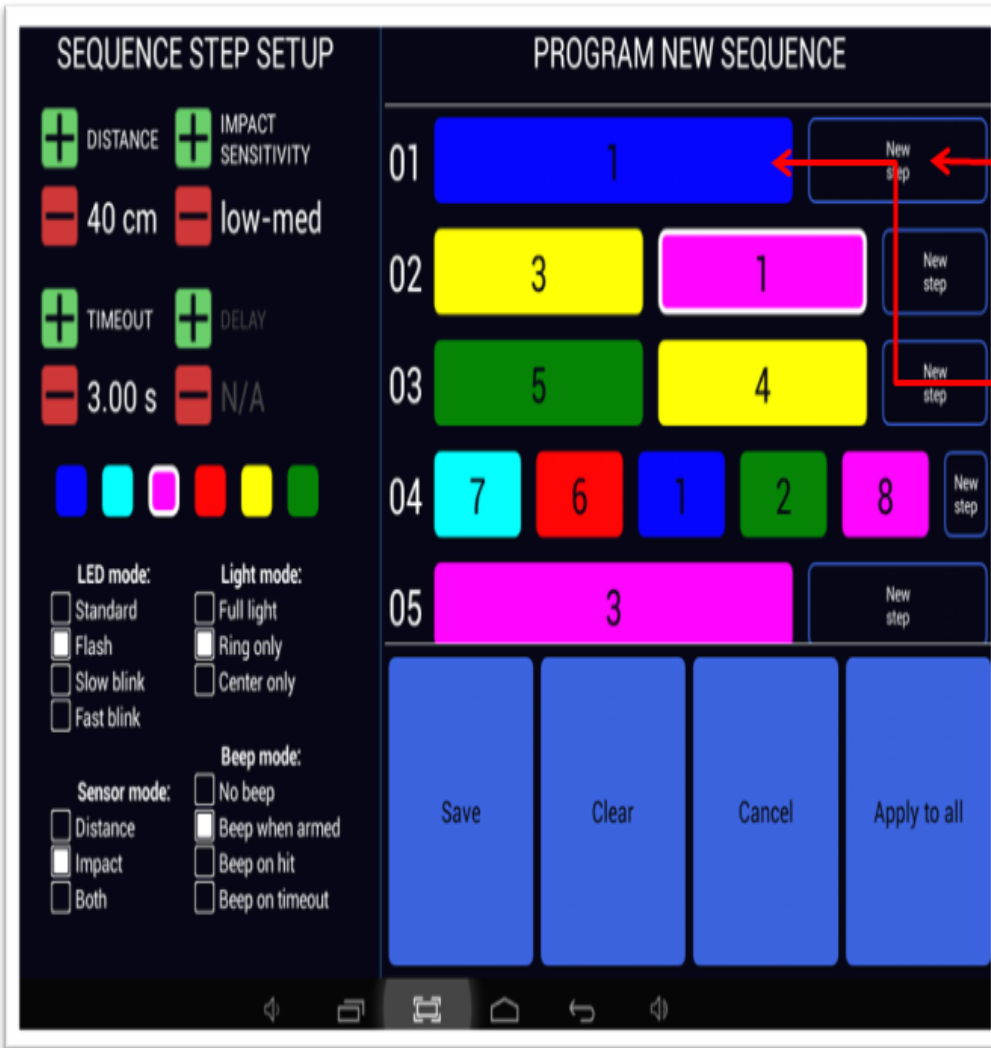 SEQUENCE STEP SETUP
DISTANCE
IMPACT
SENSITIVITY
40 cm
low-med
TIMEOUT
DELAY
3.00 s
N/A
LED mode:
Standard
Flash
Slow blink
Fast blink
Light mode:
Full light
Ring only
Center only
Sensor mode:
Distance
Impact
Both
Beep mode:
No beep
Beep when armed
Beep on hit
Beep on timeout
PROGRAM NEW SEQUENCE
01
1
New
step
02
3
1
New
step
03
5
4
New
step
04
7
6
1
2
8
New
step
05
3
New
step
Save
Clear
Cancel
Apply to all